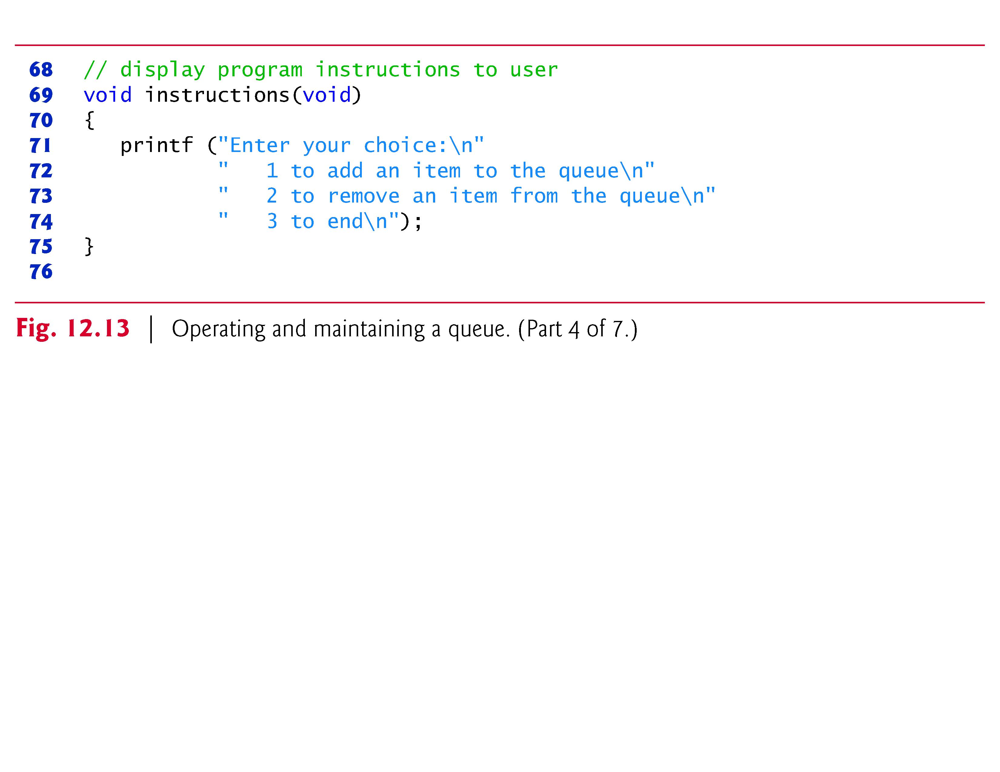 68 // display program instructions to user
69 void instructions(void)
70 {
71    printf ("Enter your choice:\n"
72            "   1 to add an item to the queue\n"
73            "   2 to remove an item from the queue\n"
74            "   3 to end\n");
75 }
76
Fig. 12.13 | Operating and maintaining a queue. (Part 4 of 7.)